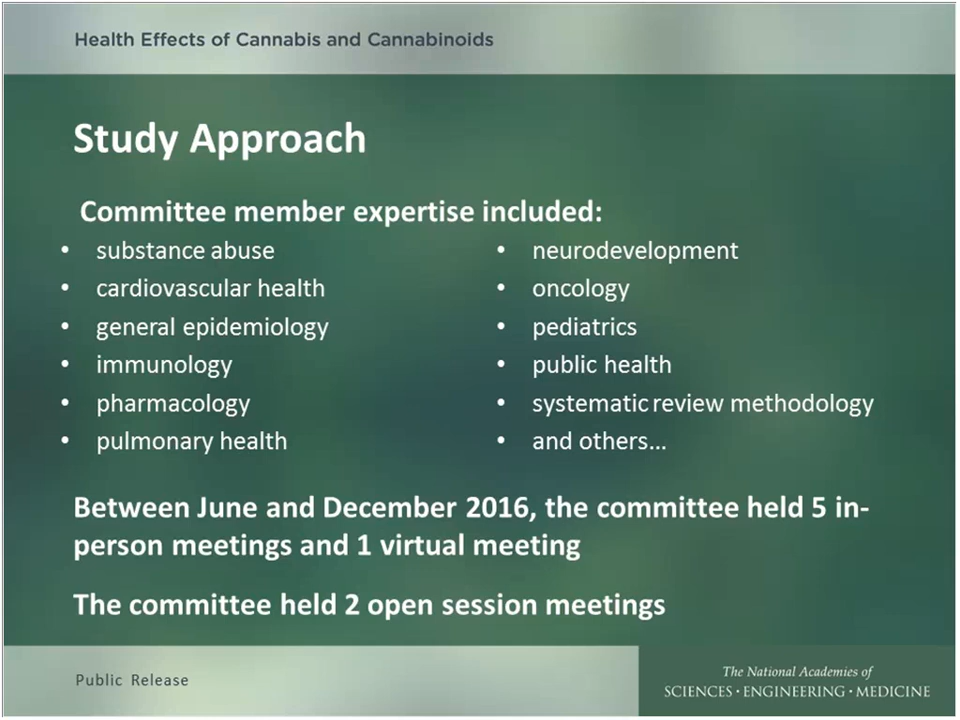 Health Effects of Cannabis and Cannabinoids
Study Approach
Committee member expertise included:
• substance abuse
• cardiovascular health
• general epidemiology
• immunology
• pharmacology
• pulmonary health
• neurodevelopment
• oncology
• pediatrics
• public health
• systematic review methodology
• and others...
Between June and December 2016, the committee held 5 in-
person meetings and 1 virtual meeting
The committee held 2 open session meetings
Public Release
The National Academies of
SCIENCES • ENGINEERING • MEDICINE